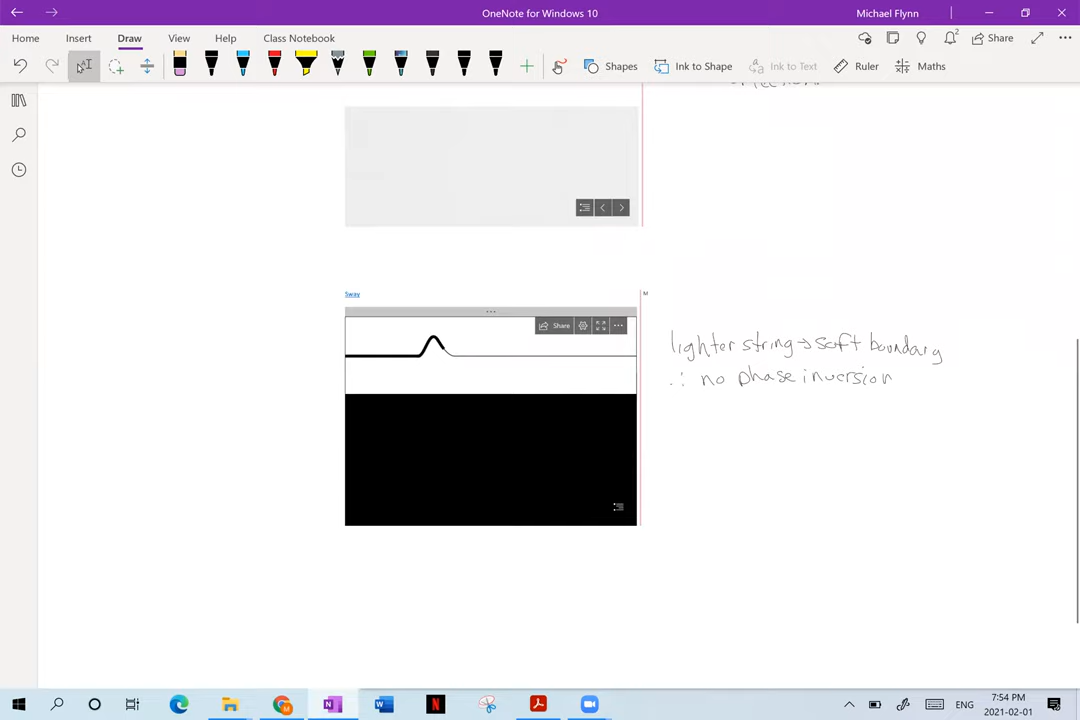 OneNote for Windows 10
Michael Flynn
Home Insert Draw View Help Class Notebook
Share
Shapes Ink to Shape Ink to Text Ruler Maths
Sway
M
Share
lighter string → soft boundary
∴ no phase inversion
ENG
7:54 PM
2021-02-01